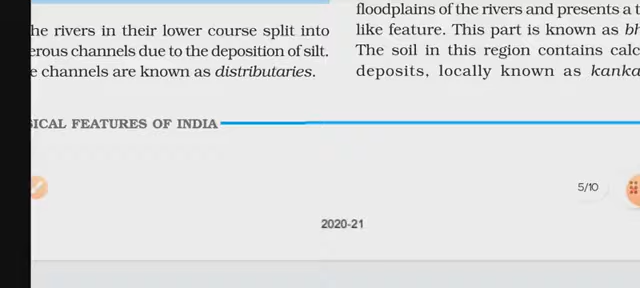 he rivers in their lower course split into
erous channels due to the deposition of silt.
e channels are known as distributaries.
floodplains of the rivers and presents a t
like feature. This part is known as bh
The soil in this region contains calc
deposits, locally known as kanka
SICAL FEATURES OF INDIA
5/10
2020-21